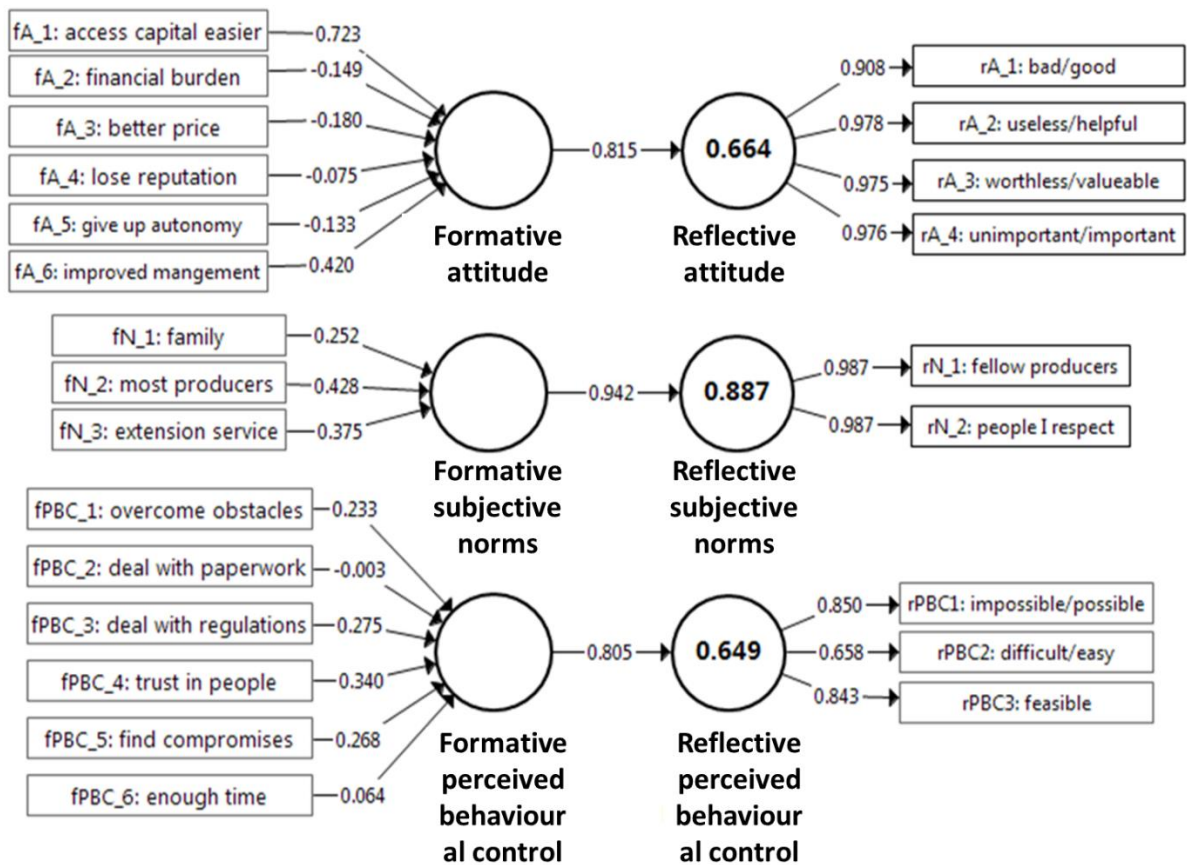 fA_1: access capital easier
0.723
fA_2: financial burden
-0.149
fA_3: better price
-0.180
fA_4: lose reputation
-0.075
fA_5: give up autonomy
-0.133
fA_6: improved mangement
0.420
0.815
0.664
0.908
rA_1: bad/good
0.978
rA_2: useless/helpful
0.975
rA_3: worthless/valueable
0.976
rA_4: unimportant/important
Formative
attitude
Reflective
attitude
fN_1: family
0.252
fN_2: most producers
0.428
fN_3: extension service
0.375
0.942
0.887
0.987
rN_1: fellow producers
0.987
rN_2: people I respect
Formative
subjective
norms
Reflective
subjective
norms
fPBC_1: overcome obstacles
0.233
fPBC_2: deal with paperwork
-0.003
fPBC_3: deal with regulations
0.275
fPBC_4: trust in people
0.340
fPBC_5: find compromises
0.268
fPBC_6: enough time
0.064
0.805
0.649
0.850
rPBC1: impossible/possible
0.658
rPBC2: difficult/easy
0.843
rPBC3: feasible
Formative
perceived
behaviour
al control
Reflective
perceived
behaviour
al control